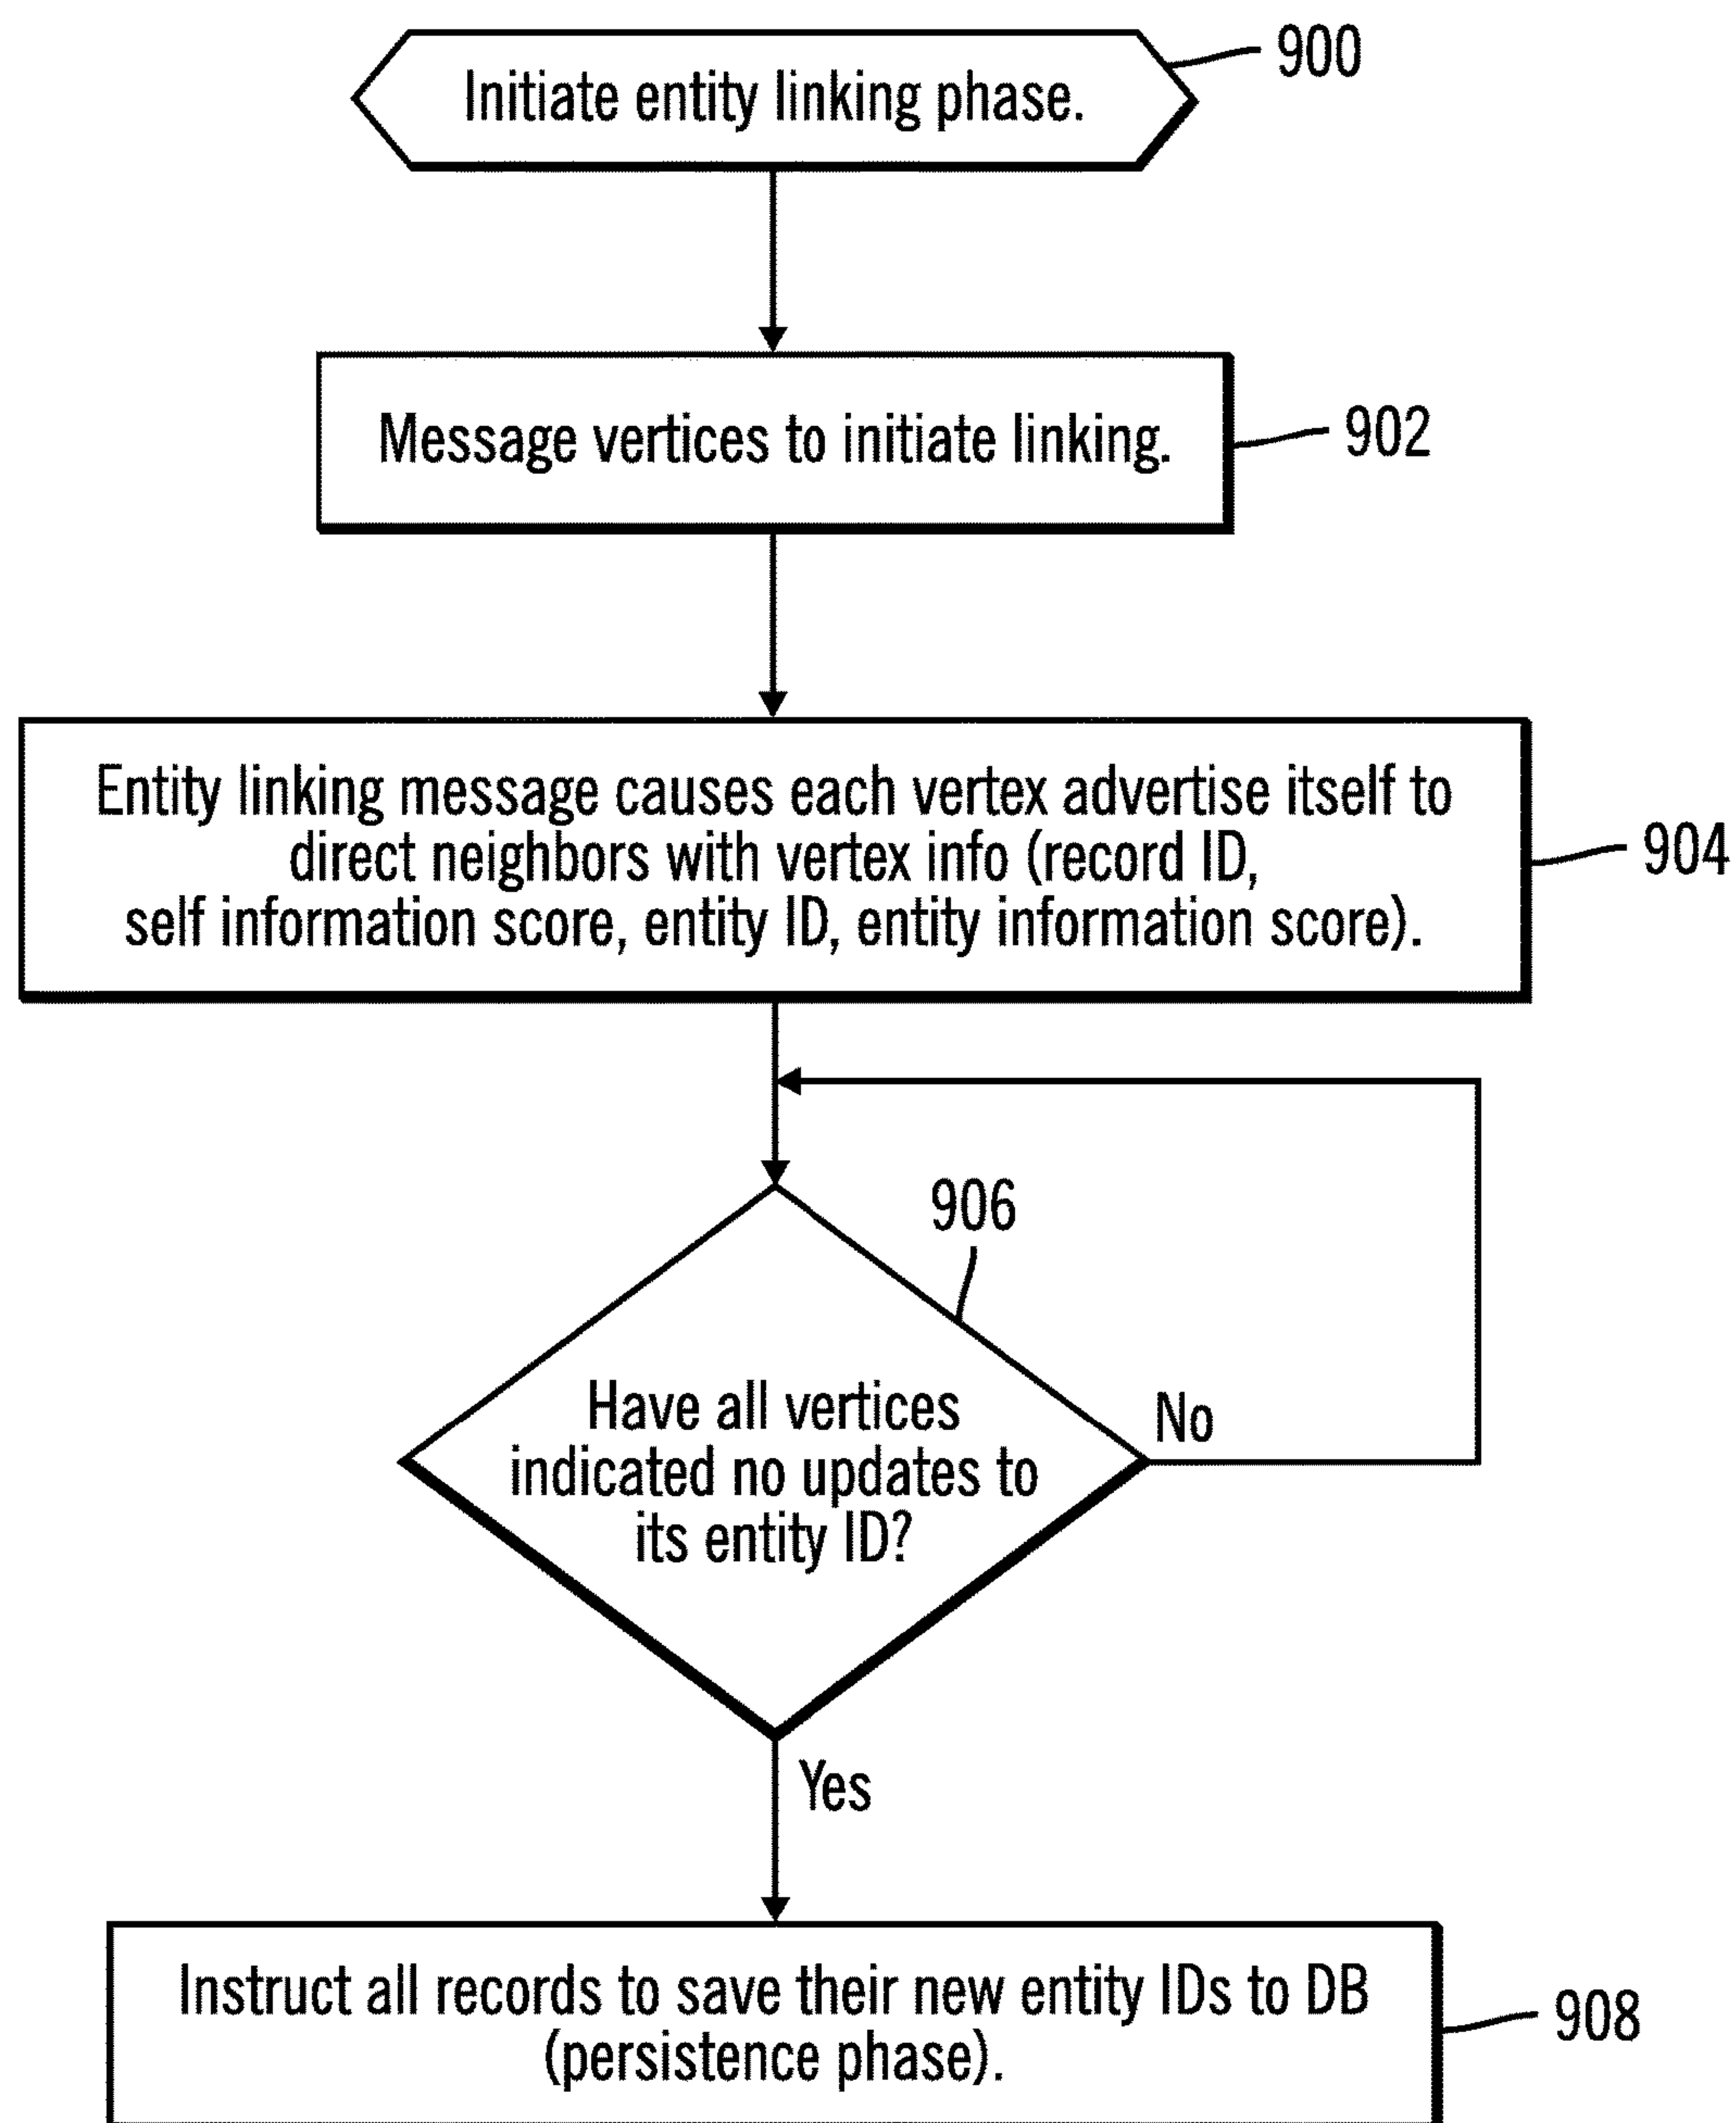 Initiate entity linking phase.
900
Message vertices to initiate linking.
902
Entity linking message causes each vertex advertise itself to
direct neighbors with vertex info (record ID,
self information score, entity ID, entity information score).
904
906
Have all vertices
indicated no updates to
its entity ID?
No
Yes
Instruct all records to save their new entity IDs to DB
(persistence phase).
908